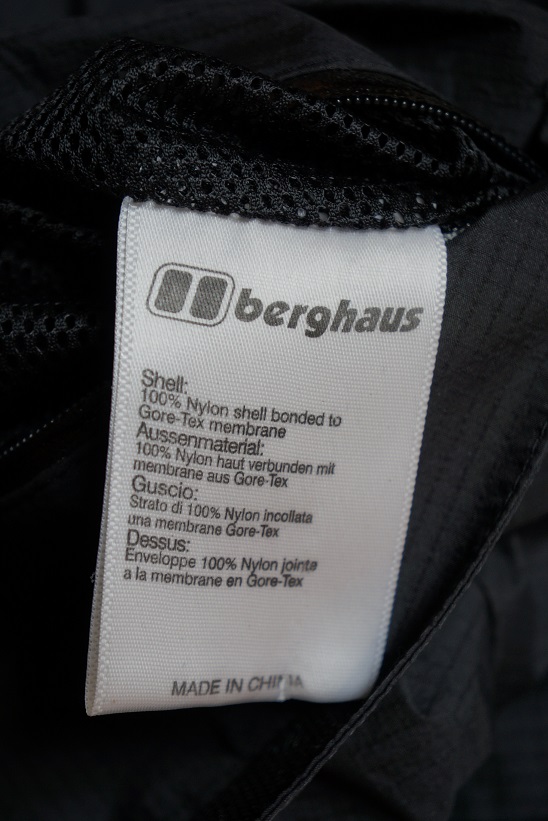 berghaus
Shell:
100% Nylon shell bonded to
Gore-Tex membrane
Aussenmaterial:
100% Nylon haut verbunden mit
membrane aus Gore-Tex
Guscio:
Strato di 100% Nylon incollata
una membrane Gore-Tex
Dessus:
Enveloppe 100% Nylon jointe
a la membrane en Gore-Tex
MADE IN CHINA